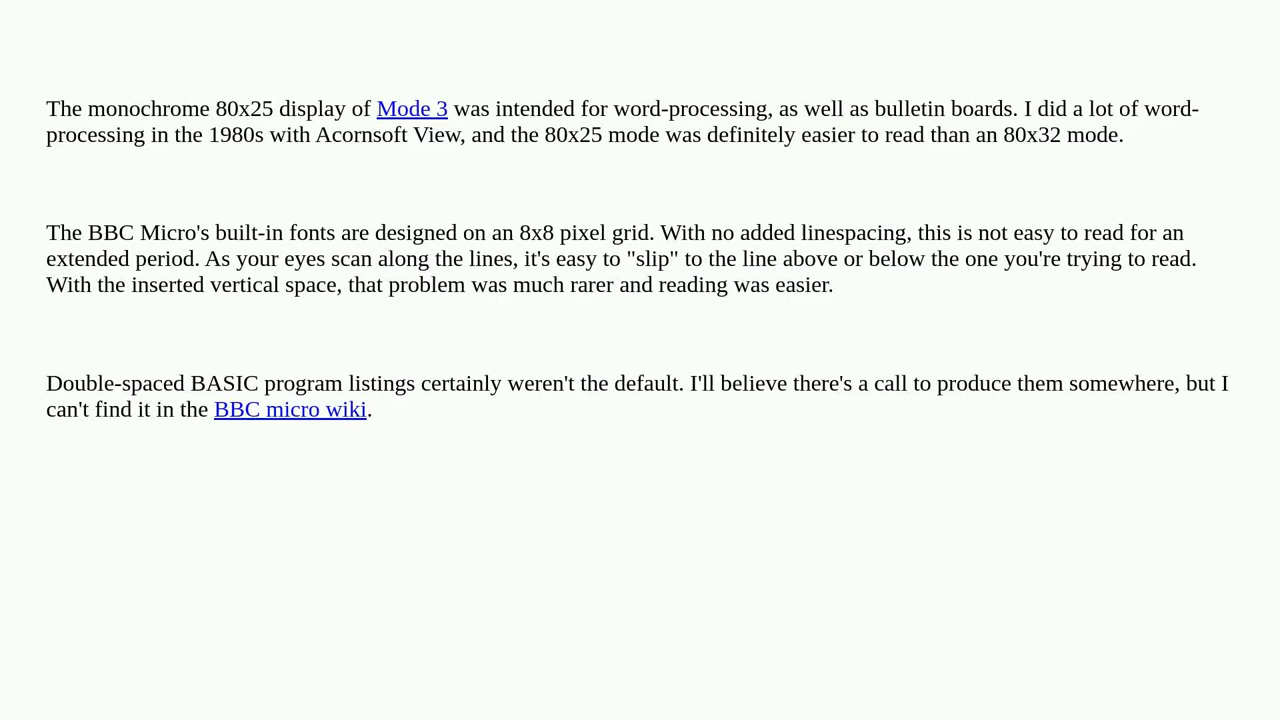 The monochrome 80x25 display of Mode 3 was intended for word-processing, as well as bulletin boards. I did a lot of word-
processing in the 1980s with Acornsoft View, and the 80x25 mode was definitely easier to read than an 80x32 mode.
The BBC Micro's built-in fonts are designed on an 8x8 pixel grid. With no added linespacing, this is not easy to read for an
extended period. As your eyes scan along the lines, it's easy to "slip" to the line above or below the one you're trying to read.
With the inserted vertical space, that problem was much rarer and reading was easier.
Double-spaced BASIC program listings certainly weren't the default. I'll believe there's a call to produce them somewhere, but I
can't find it in the BBC micro wiki.